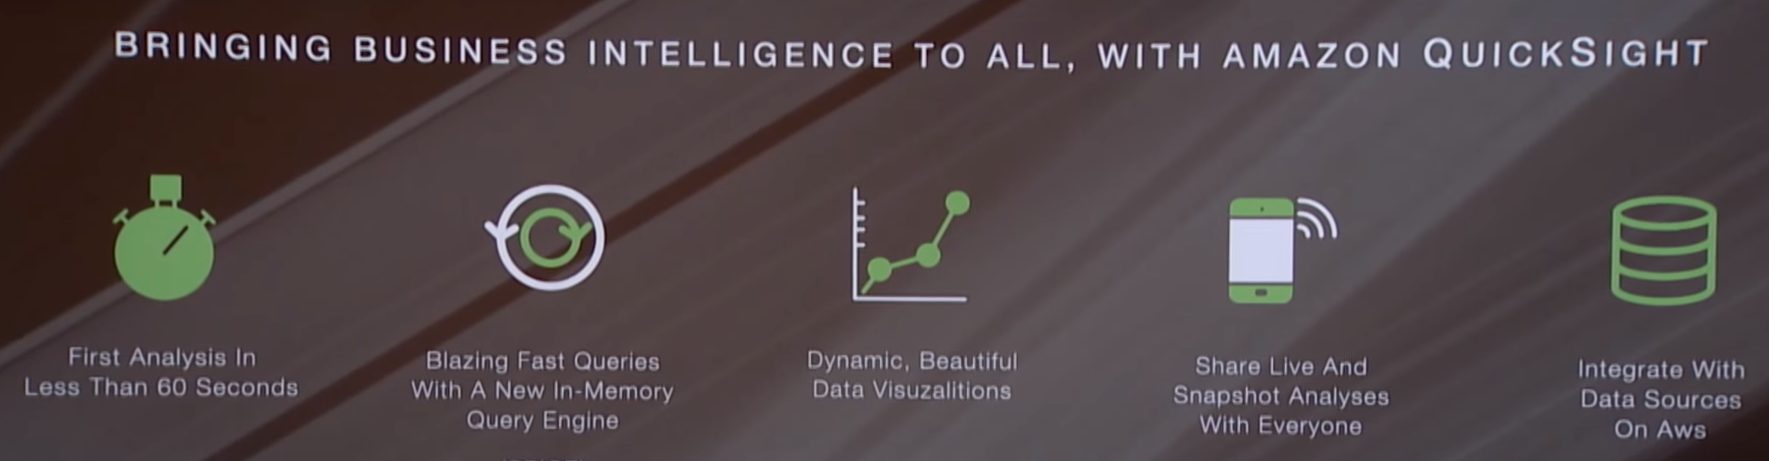 BRINGING BUSINESS INTELLIGENCE TO ALL, WITH AMAZON QUICKSIGHT
First Analysis In
Less Than 60 Seconds
Blazing Fast Queries
With A New In-Memory
Query Engine
Dynamic, Beautiful
Data Visuzalitions
Share Live And
Snapshot Analyses
With Everyone
Integrate With
Data Sources
On Aws